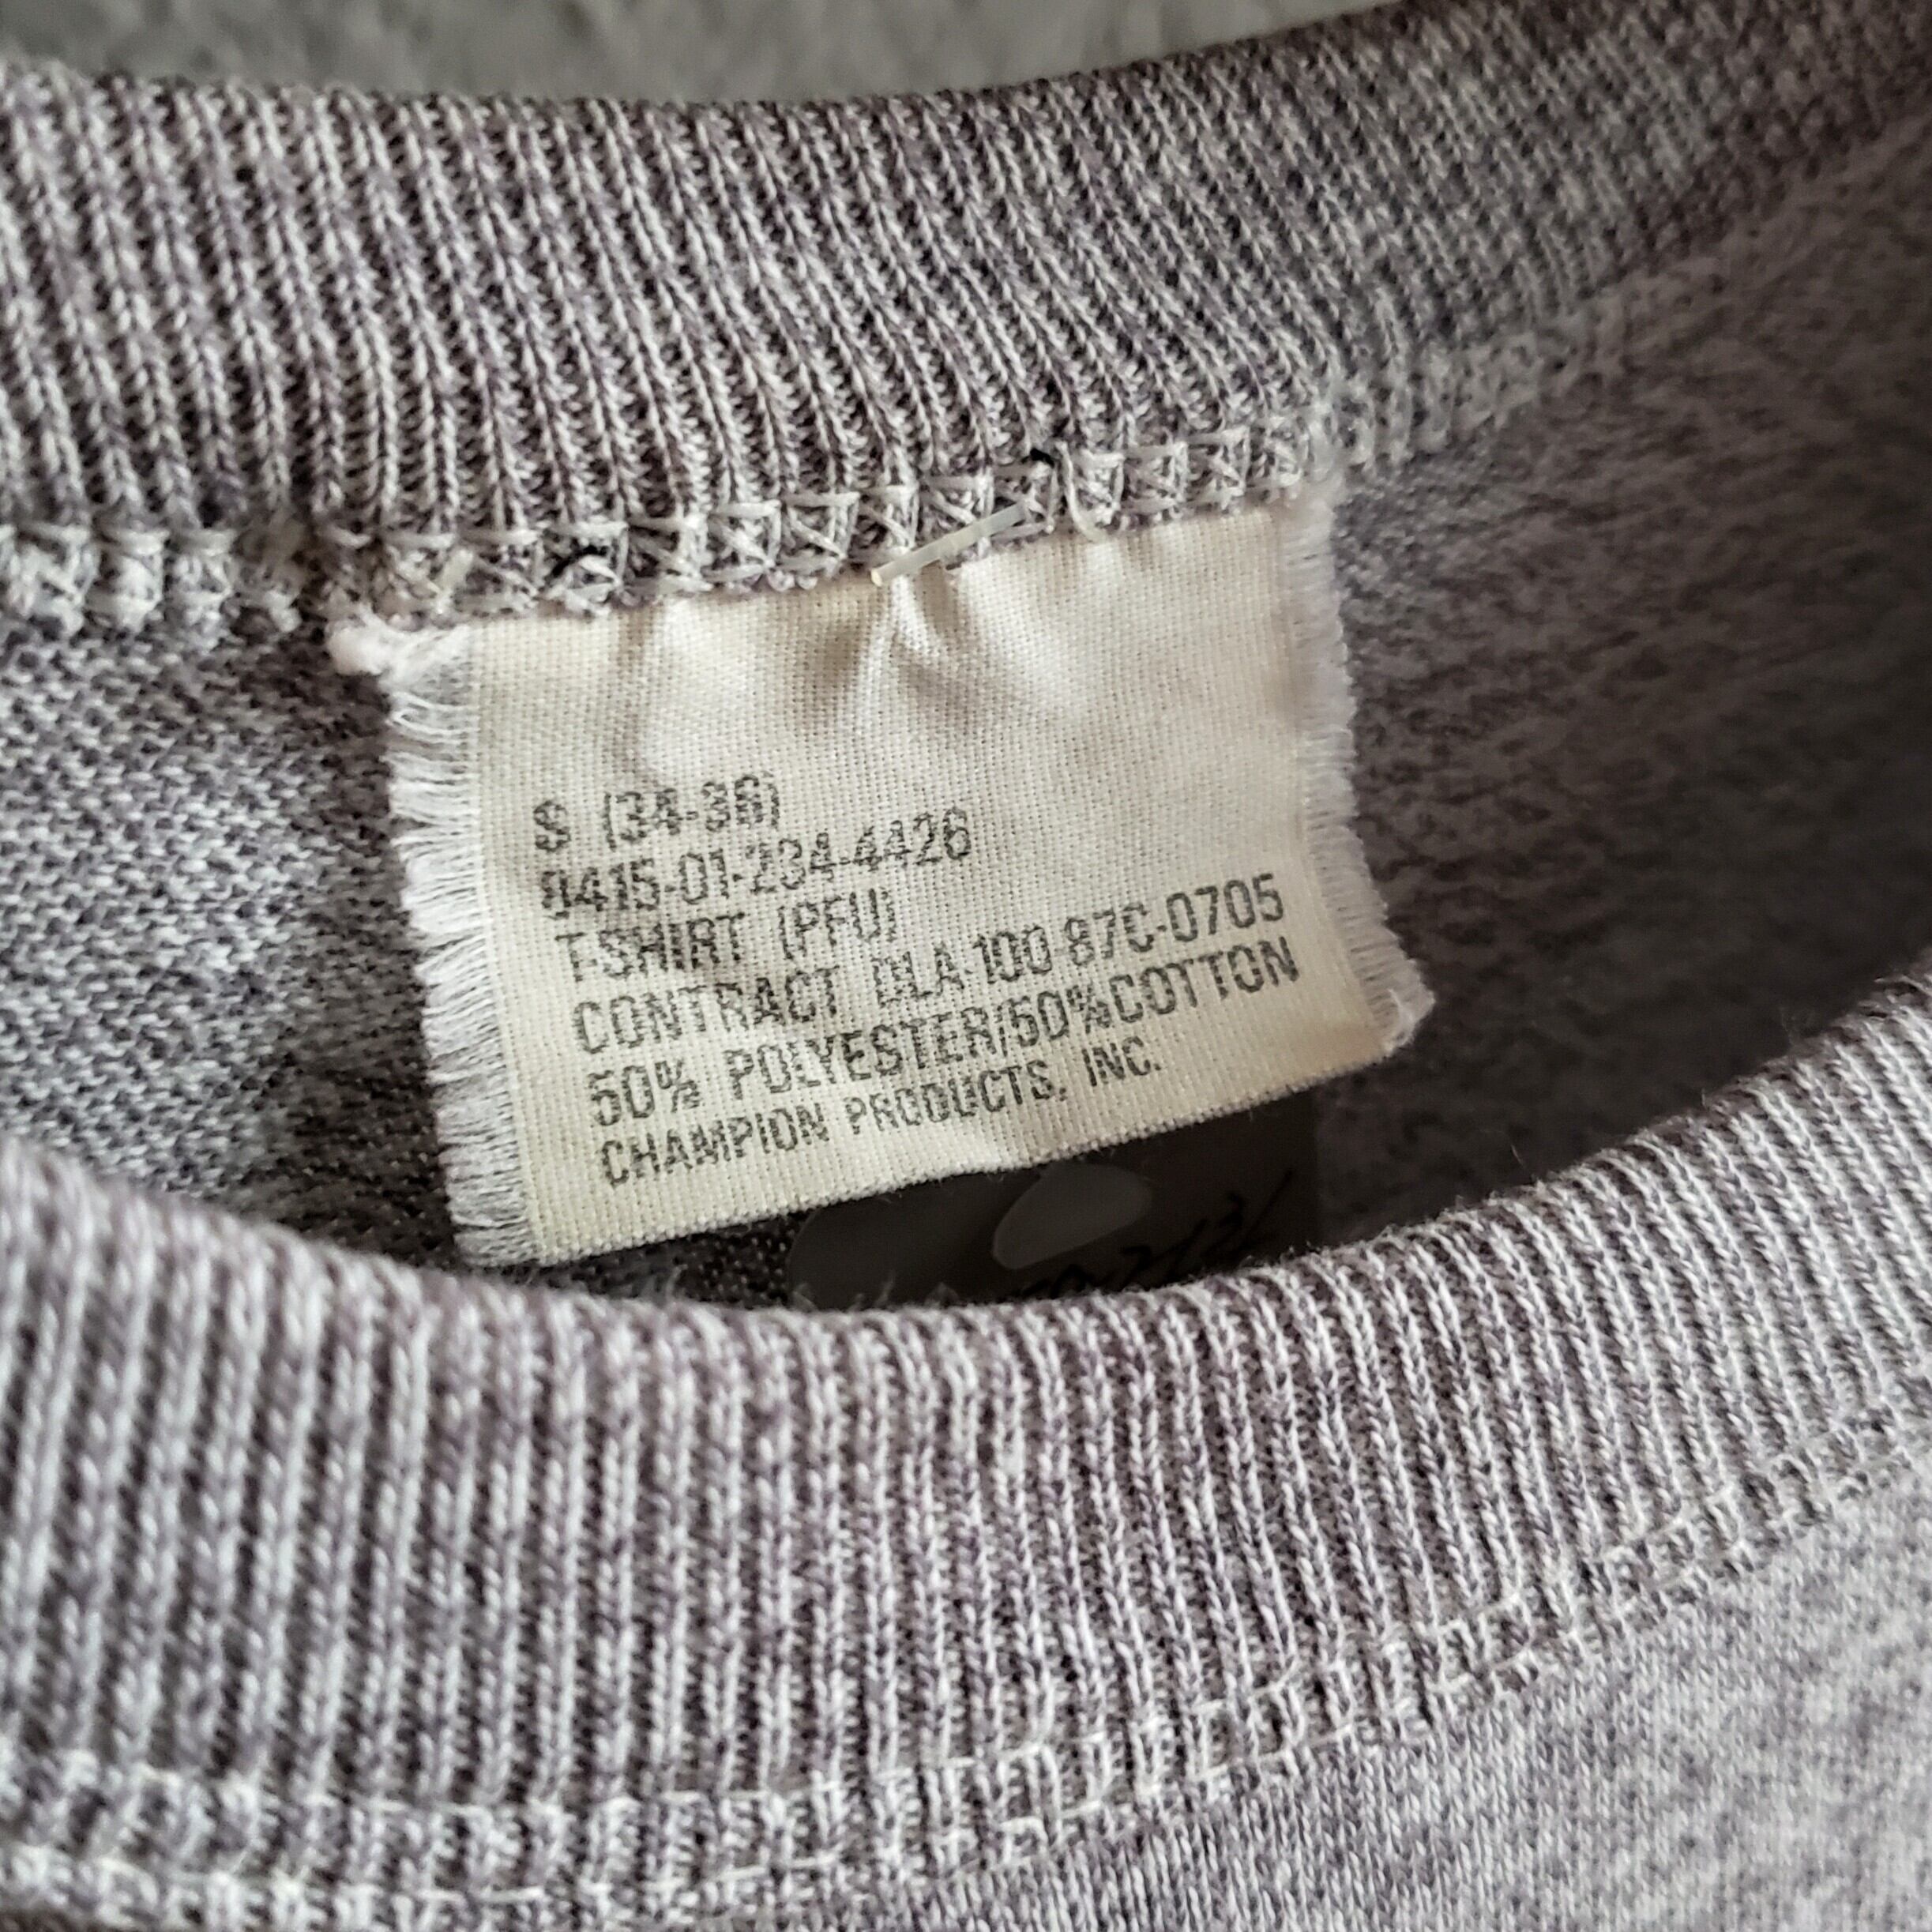 S (34-36)
8415-01-234-4426
T-SHIRT (PFU)
CONTRACT DLA-100-87C-0705
50% POLYESTER/50%COTTON
CHAMPION PRODUCTS, INC.